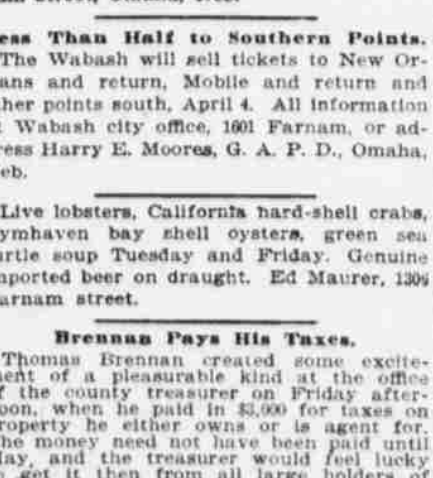 ess Than Half to Southern Points.
The Wabash will sell tickets to New Or-
ans and return, Mobile and return and
her points south, April 4. All information
Wabash city office, 1601 Farnam, or ad-
ress Harry E. Moores, G. A. P. D., Omaha,
eb.
Live lobsters, California hard-shell crabs,
ymhaven bay shell oysters, green sea
urtle soup Tuesday and Friday. Genuine
mported beer on draught. Ed Maurer, 1306
arnam street.
Brennan Pays His Taxes.
Thomas Brennan created some excite-
ment of a pleasurable kind at the office
f the county treasurer on Friday after-
oon, when he paid in $3,000 for taxes on
roperty he either owns or is agent for.
he money need not have been paid until
May, and the treasurer would feel lucky
o get it then from all large holders of